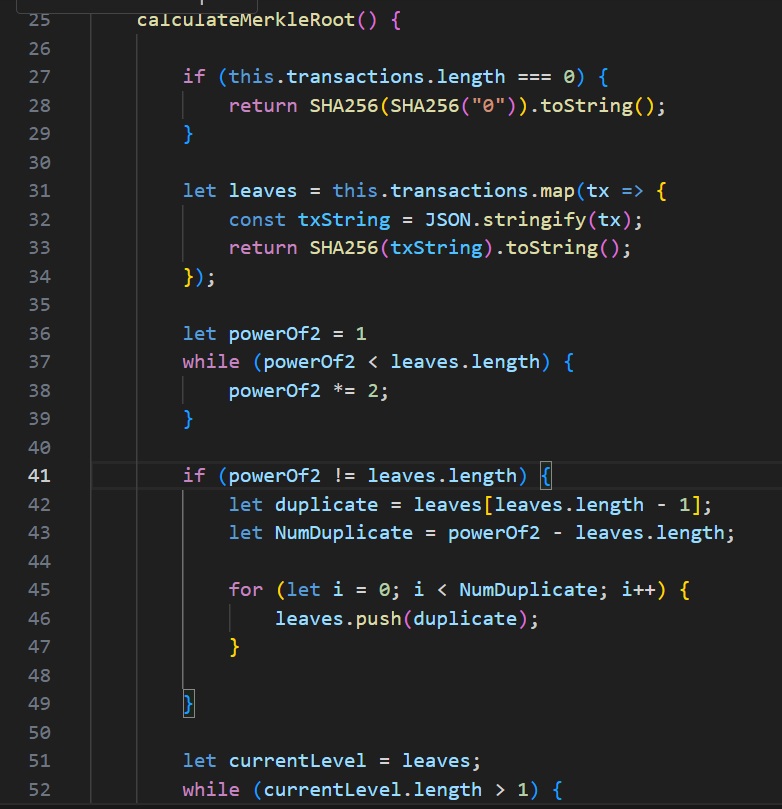 25 calculateMerkleRoot() {
26
27 if (this.transactions.length === 0) {
28 return SHA256(SHA256("0")).toString();
29 }
30
31 let leaves = this.transactions.map(tx => {
32 const txString = JSON.stringify(tx);
33 return SHA256(txString).toString();
34 });
35
36 let powerOf2 = 1
37 while (powerOf2 < leaves.length) {
38 powerOf2 *= 2;
39 }
40
41 if (powerOf2 != leaves.length) {
42 let duplicate = leaves[leaves.length - 1];
43 let NumDuplicate = powerOf2 - leaves.length;
44
45 for (let i = 0; i < NumDuplicate; i++) {
46 leaves.push(duplicate);
47 }
48
49 }
50
51 let currentLevel = leaves;
52 while (currentLevel.length > 1) {